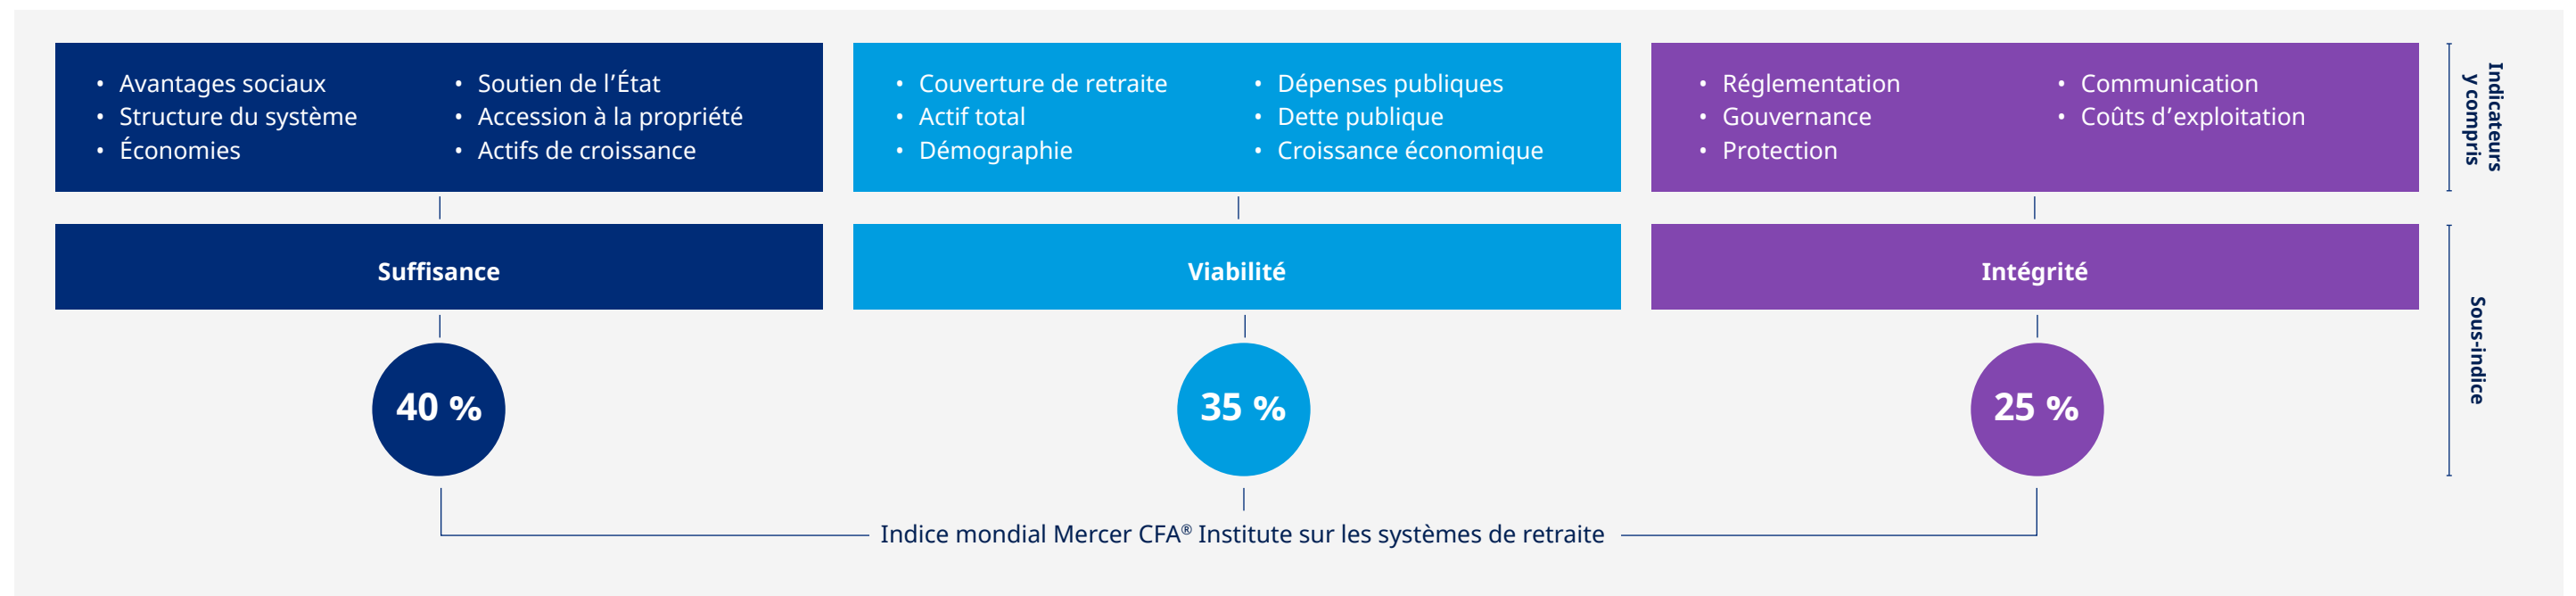 • Avantages sociaux
• Structure du système
• Économies
• Soutien de l’État
• Accession à la propriété
• Actifs de croissance
• Couverture de retraite
• Actif total
• Démographie
• Dépenses publiques
• Dette publique
• Croissance économique
• Réglementation
• Gouvernance
• Protection
• Communication
• Coûts d’exploitation
Indicateurs
y compris
Suffisance
Viabilité
Intégrité
Sous-indice
40 %
35 %
25 %
Indice mondial Mercer CFA® Institute sur les systèmes de retraite